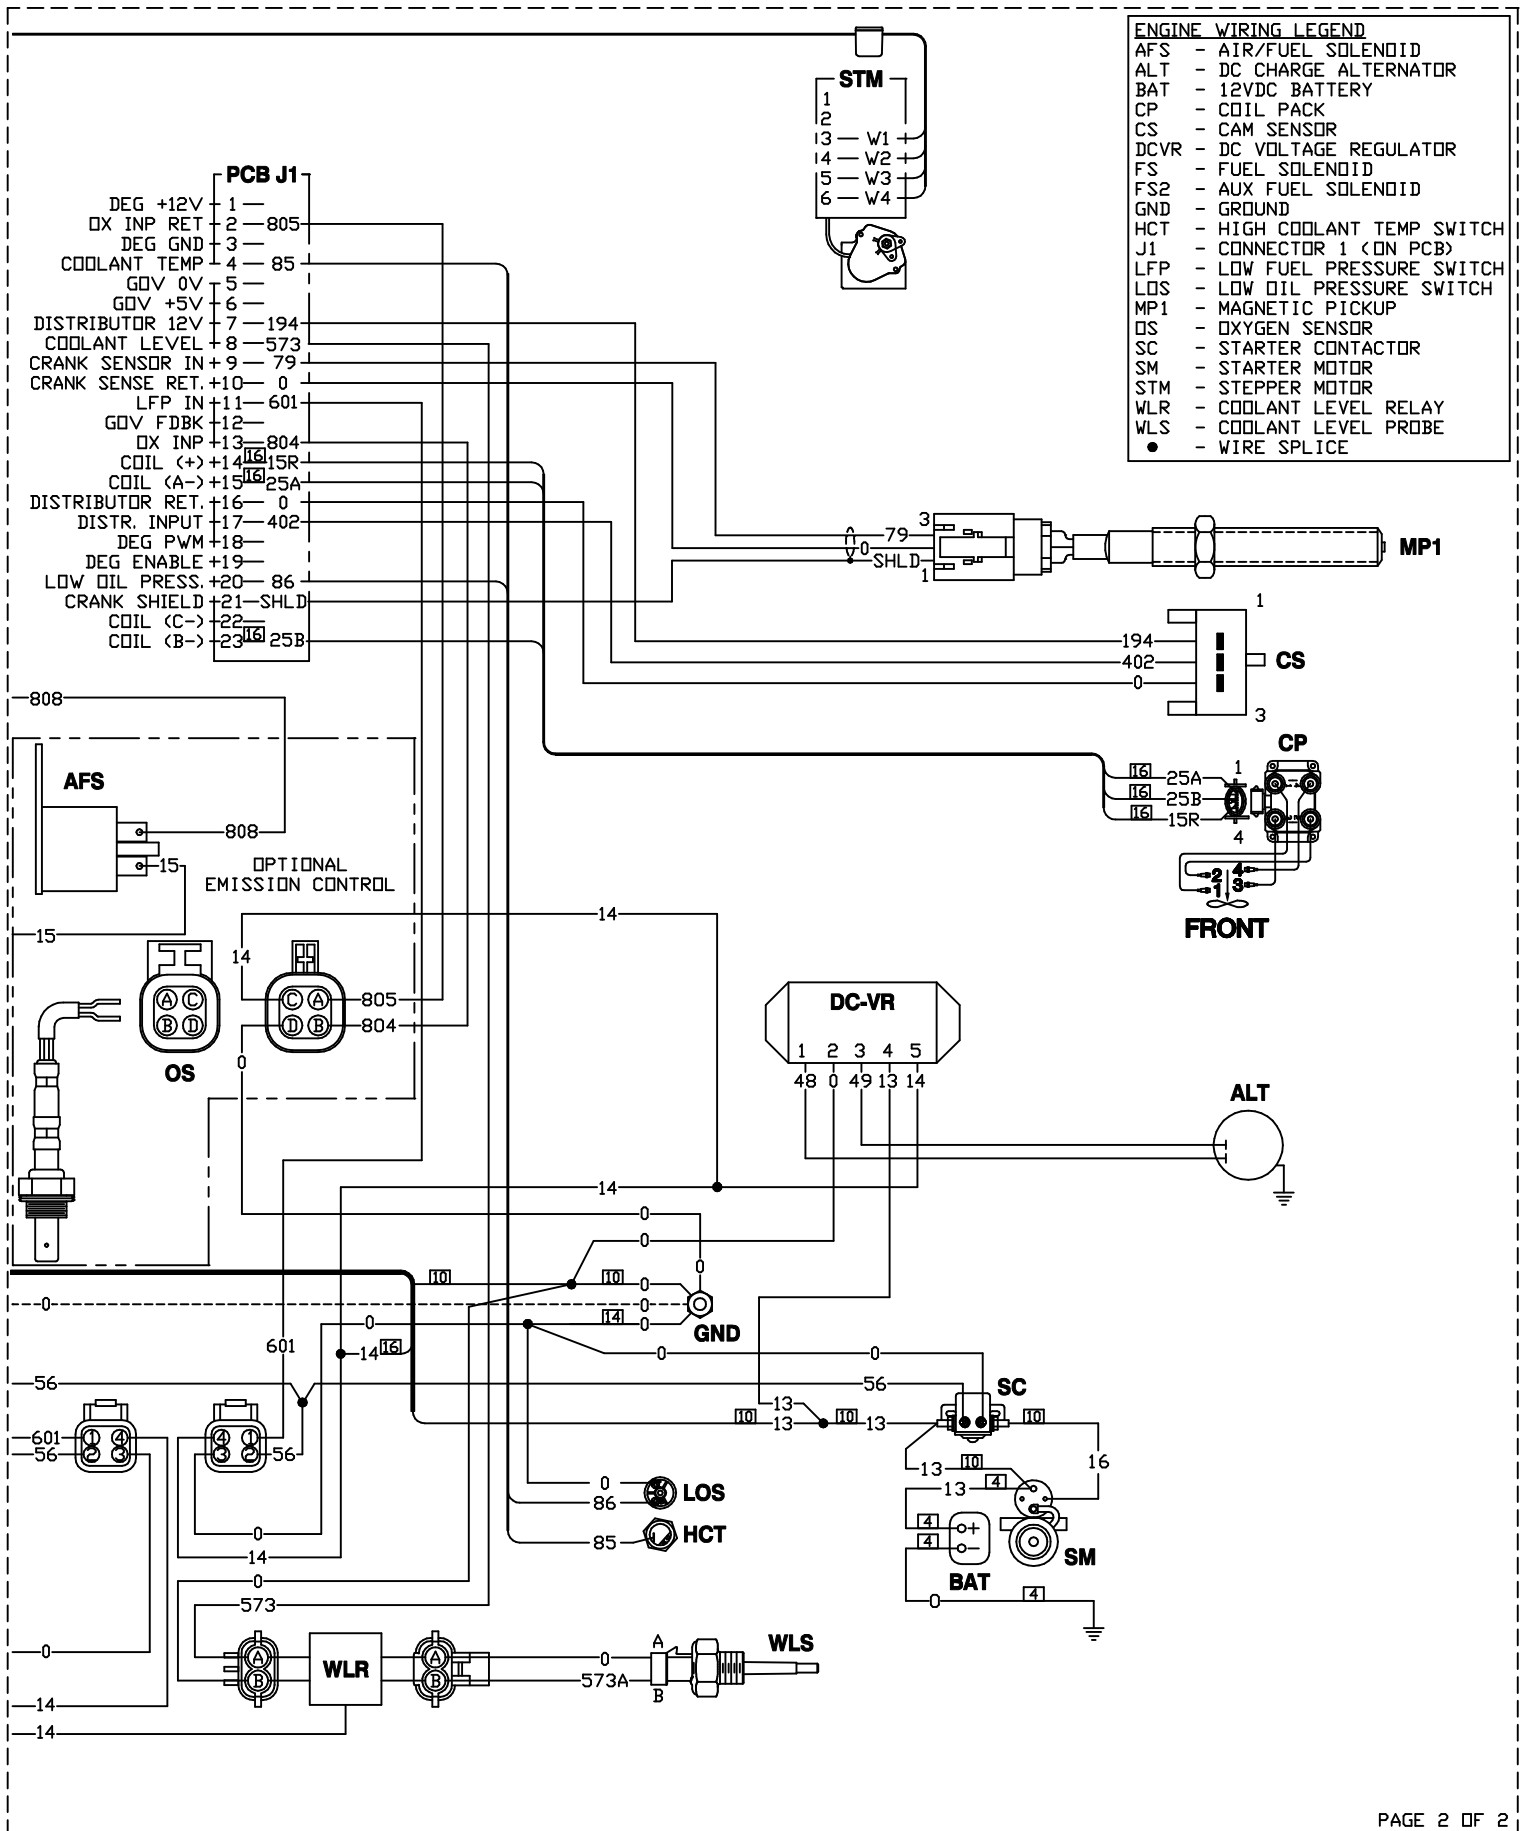 ENGINE WIRING LEGEND
AFS - AIR/FUEL SOLENOID
ALT - DC CHARGE ALTERNATOR
BAT - 12VDC BATTERY
CP - COIL PACK
CS - CAM SENSOR
DCVR - DC VOLTAGE REGULATOR
FS - FUEL SOLENOID
FS2 - AUX FUEL SOLENOID
GND - GROUND
HCT - HIGH COOLANT TEMP SWITCH
J1 - CONNECTOR 1 (ON PCB)
LFP - LOW FUEL PRESSURE SWITCH
LOS - LOW OIL PRESSURE SWITCH
MP1 - MAGNETIC PICKUP
OS - OXYGEN SENSOR
SC - STARTER CONTACTOR
SM - STARTER MOTOR
STM - STEPPER MOTOR
WLR - COOLANT LEVEL RELAY
WLS - COOLANT LEVEL PROBE
● - WIRE SPLICE
STM
1
2
3 W1
4 W2
5 W3
6 W4
PCB J1
DEG +12V 1
OX INP RET 2 805
DEG GND 3
COOLANT TEMP 4 85
GOV 0V 5
GOV +5V 6
DISTRIBUTOR 12V 7 194
COOLANT LEVEL 8 573
CRANK SENSOR IN 9 79
CRANK SENSE RET. 10 0
LFP IN 11 601
GOV FDBK 12
OX INP 13 804
COIL (+) 14 16 15R
COIL (A-) 15 16 25A
DISTRIBUTOR RET. 16 0
DISTR. INPUT 17 402
DEG PWM 18
DEG ENABLE 19
LOW OIL PRESS. 20 86
CRANK SHIELD 21 SHLD
COIL (C-) 22
COIL (B-) 23 16 25B
3
79
0
SHLD
1
MP1
1
194
402
0
CS
3
808
AFS
808
15
OPTIONAL
EMISSION CONTROL
15
CP
16 25A 1
16 25B
16 15R
4
2 4
1 3
FRONT
14
14
A C
B D
OS
C A 805
D B 804
0
DC-VR
1 2 3 4 5
48 0 49 13 14
ALT
14
0
0
0
10 10 0
0 0
14 0
GND
0
14 16
601
0 0
56 56
SC
13
10 13 10 13 10
601 1 4
56 2 3
4 1
3 2 56
16
13 10
13 4
0
86
LOS
85
HCT
4 +
4 -
BAT
SM
0 4
0
14
0
573
0
A
B
WLR
A
B
0
573A
A
B
WLS
14
14
PAGE 2 OF 2